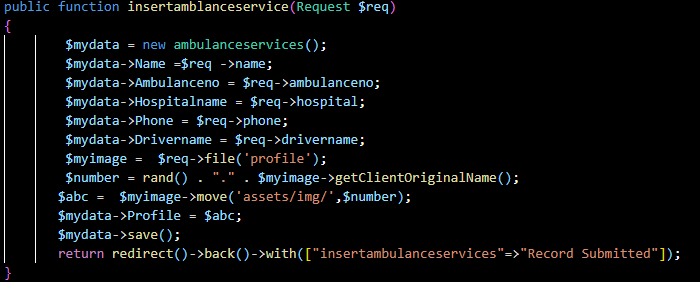 public function insertamblanceservice(Request $req)
{
$mydata = new ambulanceservices();
$mydata->Name =$req ->name;
$mydata->Ambulanceno = $req->ambulanceno;
$mydata->Hospitalname = $req->hospital;
$mydata->Phone = $req->phone;
$mydata->Drivername = $req->drivername;
$myimage =  $req->file('profile');
$number = rand() . "." . $myimage->getClientOriginalName();
$abc =  $myimage->move('assets/img/',$number);
$mydata->Profile = $abc;
$mydata->save();
return redirect()->back()->with(["insertambulanceservices"=>"Record Submitted"]);
}